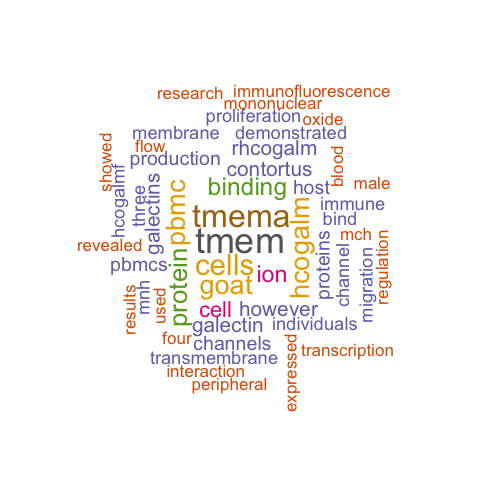 research
immunofluorescence
mononuclear
proliferation
oxide
membrane
demonstrated
flow
rhcogalm
production
contortus
showed
blood
male
hcogalmf
three
galectins
pbmc
binding
host
immune
tmema
hcogalm
bind
mch
revealed
tmem
proteins
channel
regulation
pbmcs
protein
cells
ion
migration
goat
mnh
used
results
cell
however
galectin
individuals
four
channels
expressed
transcription
transmembrane
interaction
peripheral